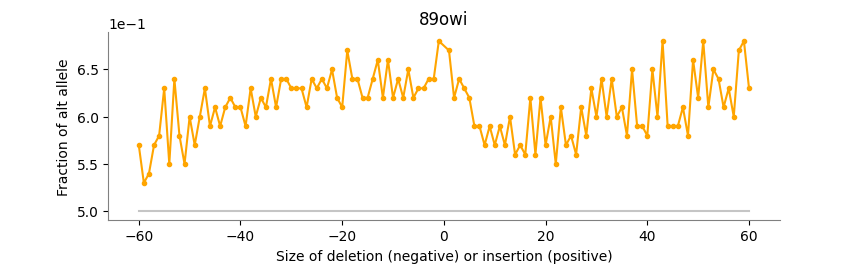 89owi
1e−1
6.5
6.0
5.5
5.0
Fraction of alt allele
−60 −40 −20 0 20 40 60
Size of deletion (negative) or insertion (positive)